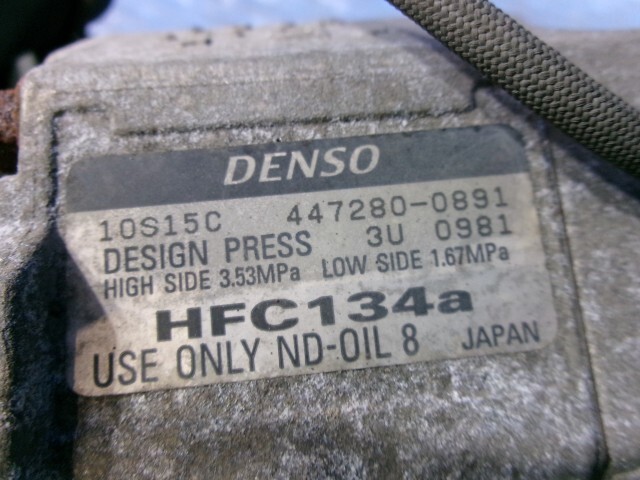 DENSO
10S15C 447280-0891
DESIGN PRESS 3U 0981
HIGH SIDE 3.53MPa LOW SIDE 1.67MPa
HFC134a
USE ONLY ND-OIL 8 JAPAN